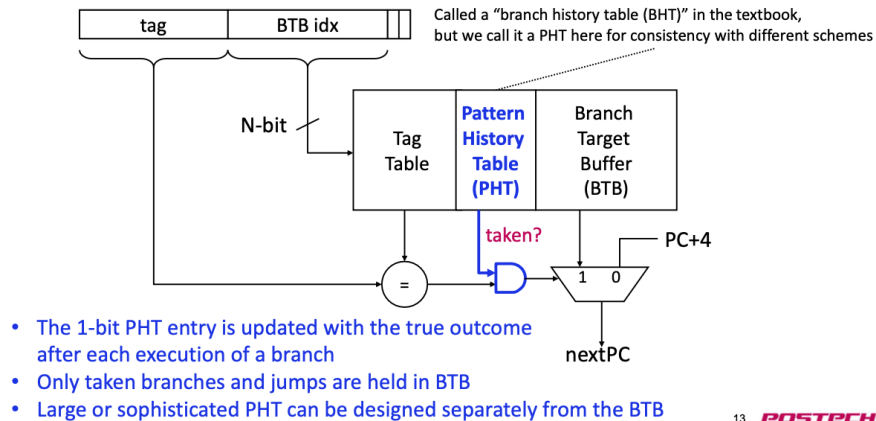 tag
BTB idx
Called a “branch history table (BHT)” in the textbook,
but we call it a PHT here for consistency with different schemes
N-bit
Tag
Table
Pattern
History
Table
(PHT)
Branch
Target
Buffer
(BTB)
taken?
PC+4
1 0
=
nextPC
• The 1-bit PHT entry is updated with the true outcome
after each execution of a branch
• Only taken branches and jumps are held in BTB
• Large or sophisticated PHT can be designed separately from the BTB
13
POSTECH